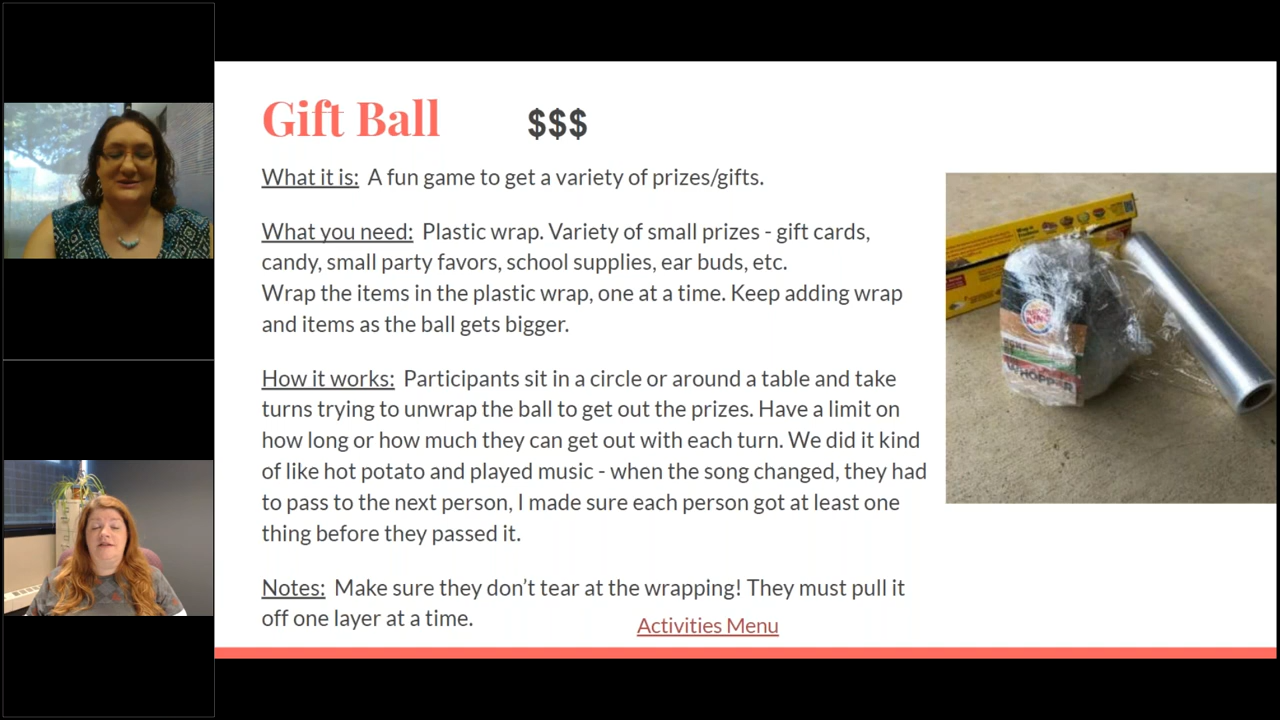 Gift Ball $$$
What it is: A fun game to get a variety of prizes/gifts.
What you need: Plastic wrap. Variety of small prizes - gift cards,
candy, small party favors, school supplies, ear buds, etc.
Wrap the items in the plastic wrap, one at a time. Keep adding wrap
and items as the ball gets bigger.
How it works: Participants sit in a circle or around a table and take
turns trying to unwrap the ball to get out the prizes. Have a limit on
how long or how much they can get out with each turn. We did it kind
of like hot potato and played music - when the song changed, they had
to pass to the next person, I made sure each person got at least one
thing before they passed it.
Notes: Make sure they don't tear at the wrapping! They must pull it
off one layer at a time.
Activities Menu
WHOPPER